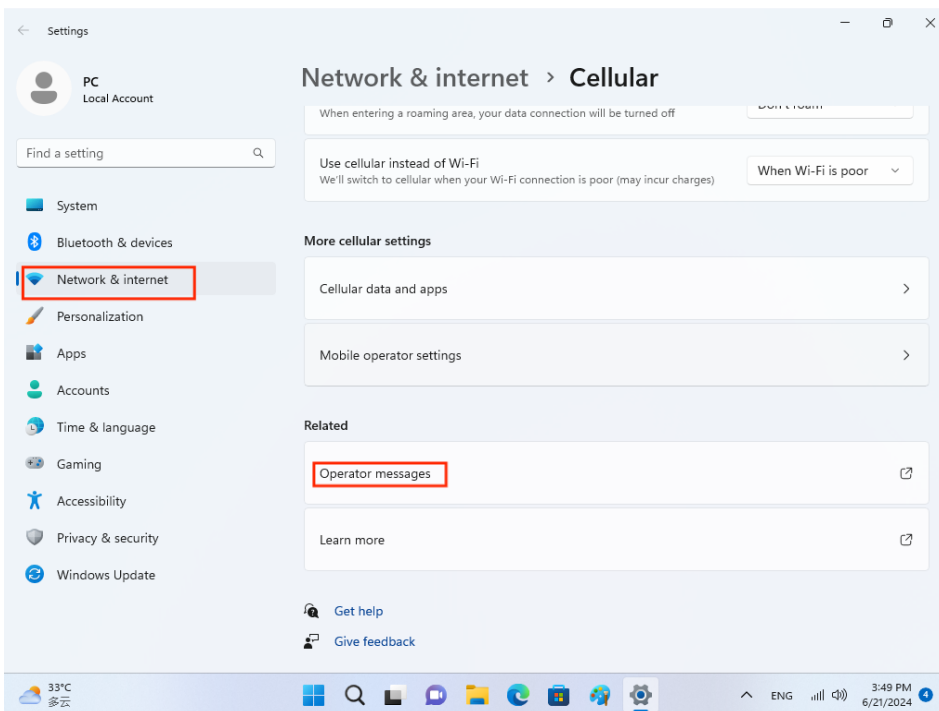 Settings
PC
Local Account
Find a setting
System
Bluetooth & devices
Network & internet
Personalization
Apps
Accounts
Time & language
Gaming
Accessibility
Privacy & security
Windows Update
Network & internet > Cellular
When entering a roaming area, your data connection will be turned off
Don't roam
Use cellular instead of Wi-Fi
We'll switch to cellular when your Wi-Fi connection is poor (may incur charges)
When Wi-Fi is poor
More cellular settings
Cellular data and apps
Mobile operator settings
Related
Operator messages
Learn more
Get help
Give feedback
33°C
多云
ENG
3:49 PM
6/21/2024
4